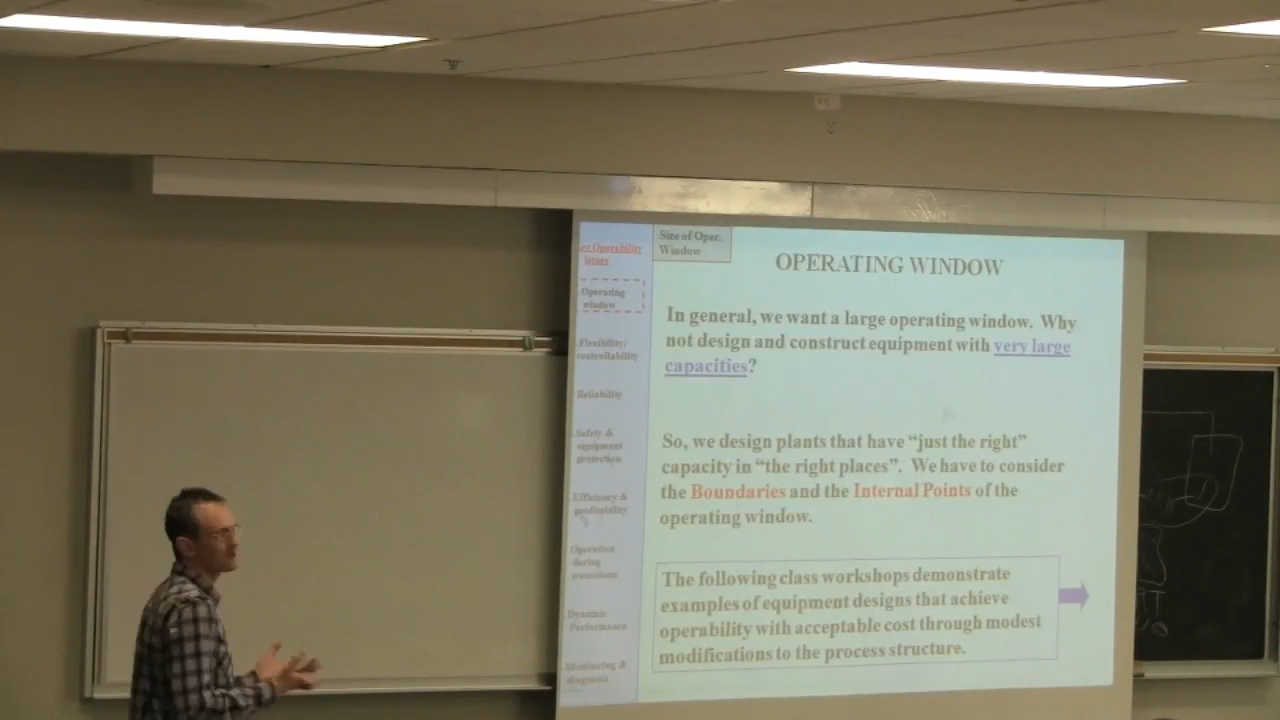 Size of Oper.
Window
OPERATING WINDOW
In general, we want a large operating window. Why
not design and construct equipment with very large
capacities?
So, we design plants that have “just the right”
capacity in “the right places”. We have to consider
the Boundaries and the Internal Points of the
operating window.
The following class workshops demonstrate
examples of equipment designs that achieve
operability with acceptable cost through modest
modifications to the process structure.
Operability
Issues
Operating
window
Flexibility/
controllability
Reliability
Safety &
equipment
protection
Efficiency &
profitability
Operation
during
transitions
Dynamic
Performance
Monitoring &
diagnosis